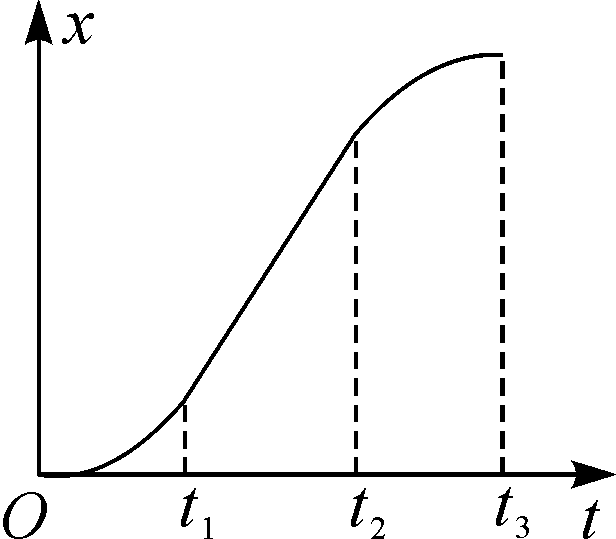 x
O t₁ t₂ t₃ t